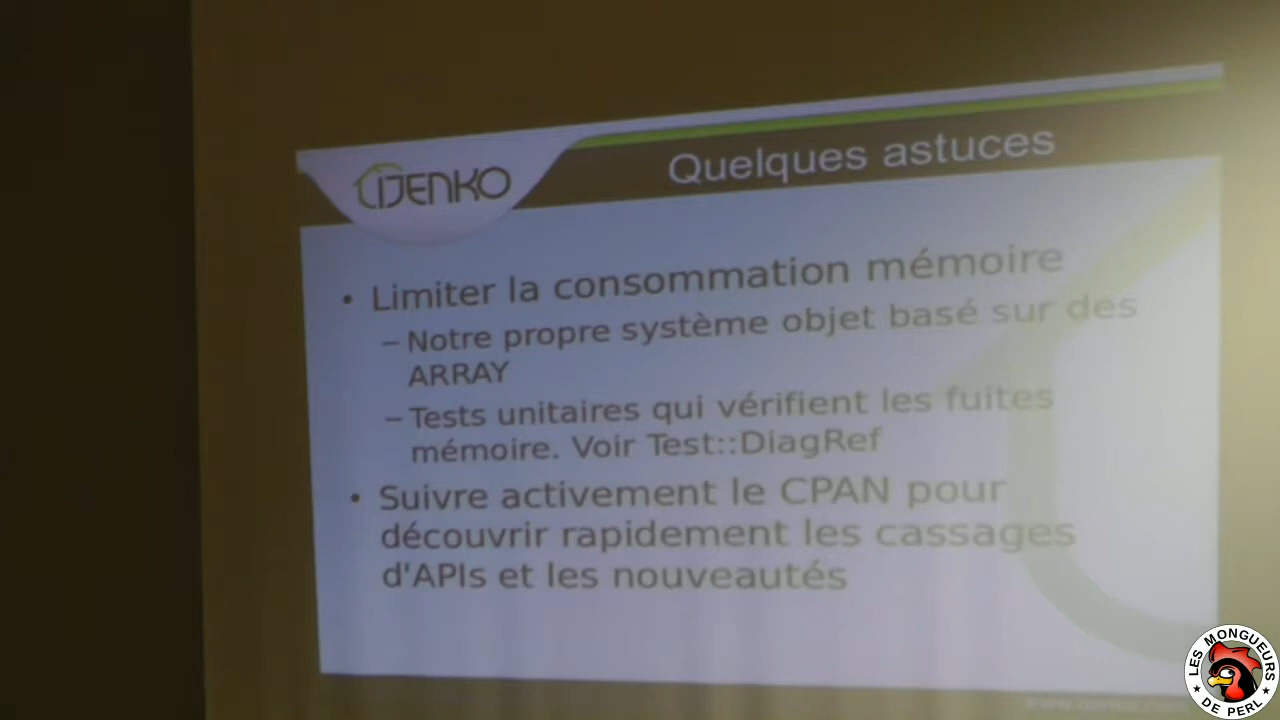 IJENKO
Quelques astuces
• Limiter la consommation mémoire
– Notre propre système objet basé sur des
ARRAY
– Tests unitaires qui vérifient les fuites
mémoire. Voir Test::DiagRef
• Suivre activement le CPAN pour
découvrir rapidement les cassages
d'APIs et les nouveautés
LES MONGUEURS
★ DE PERL ★